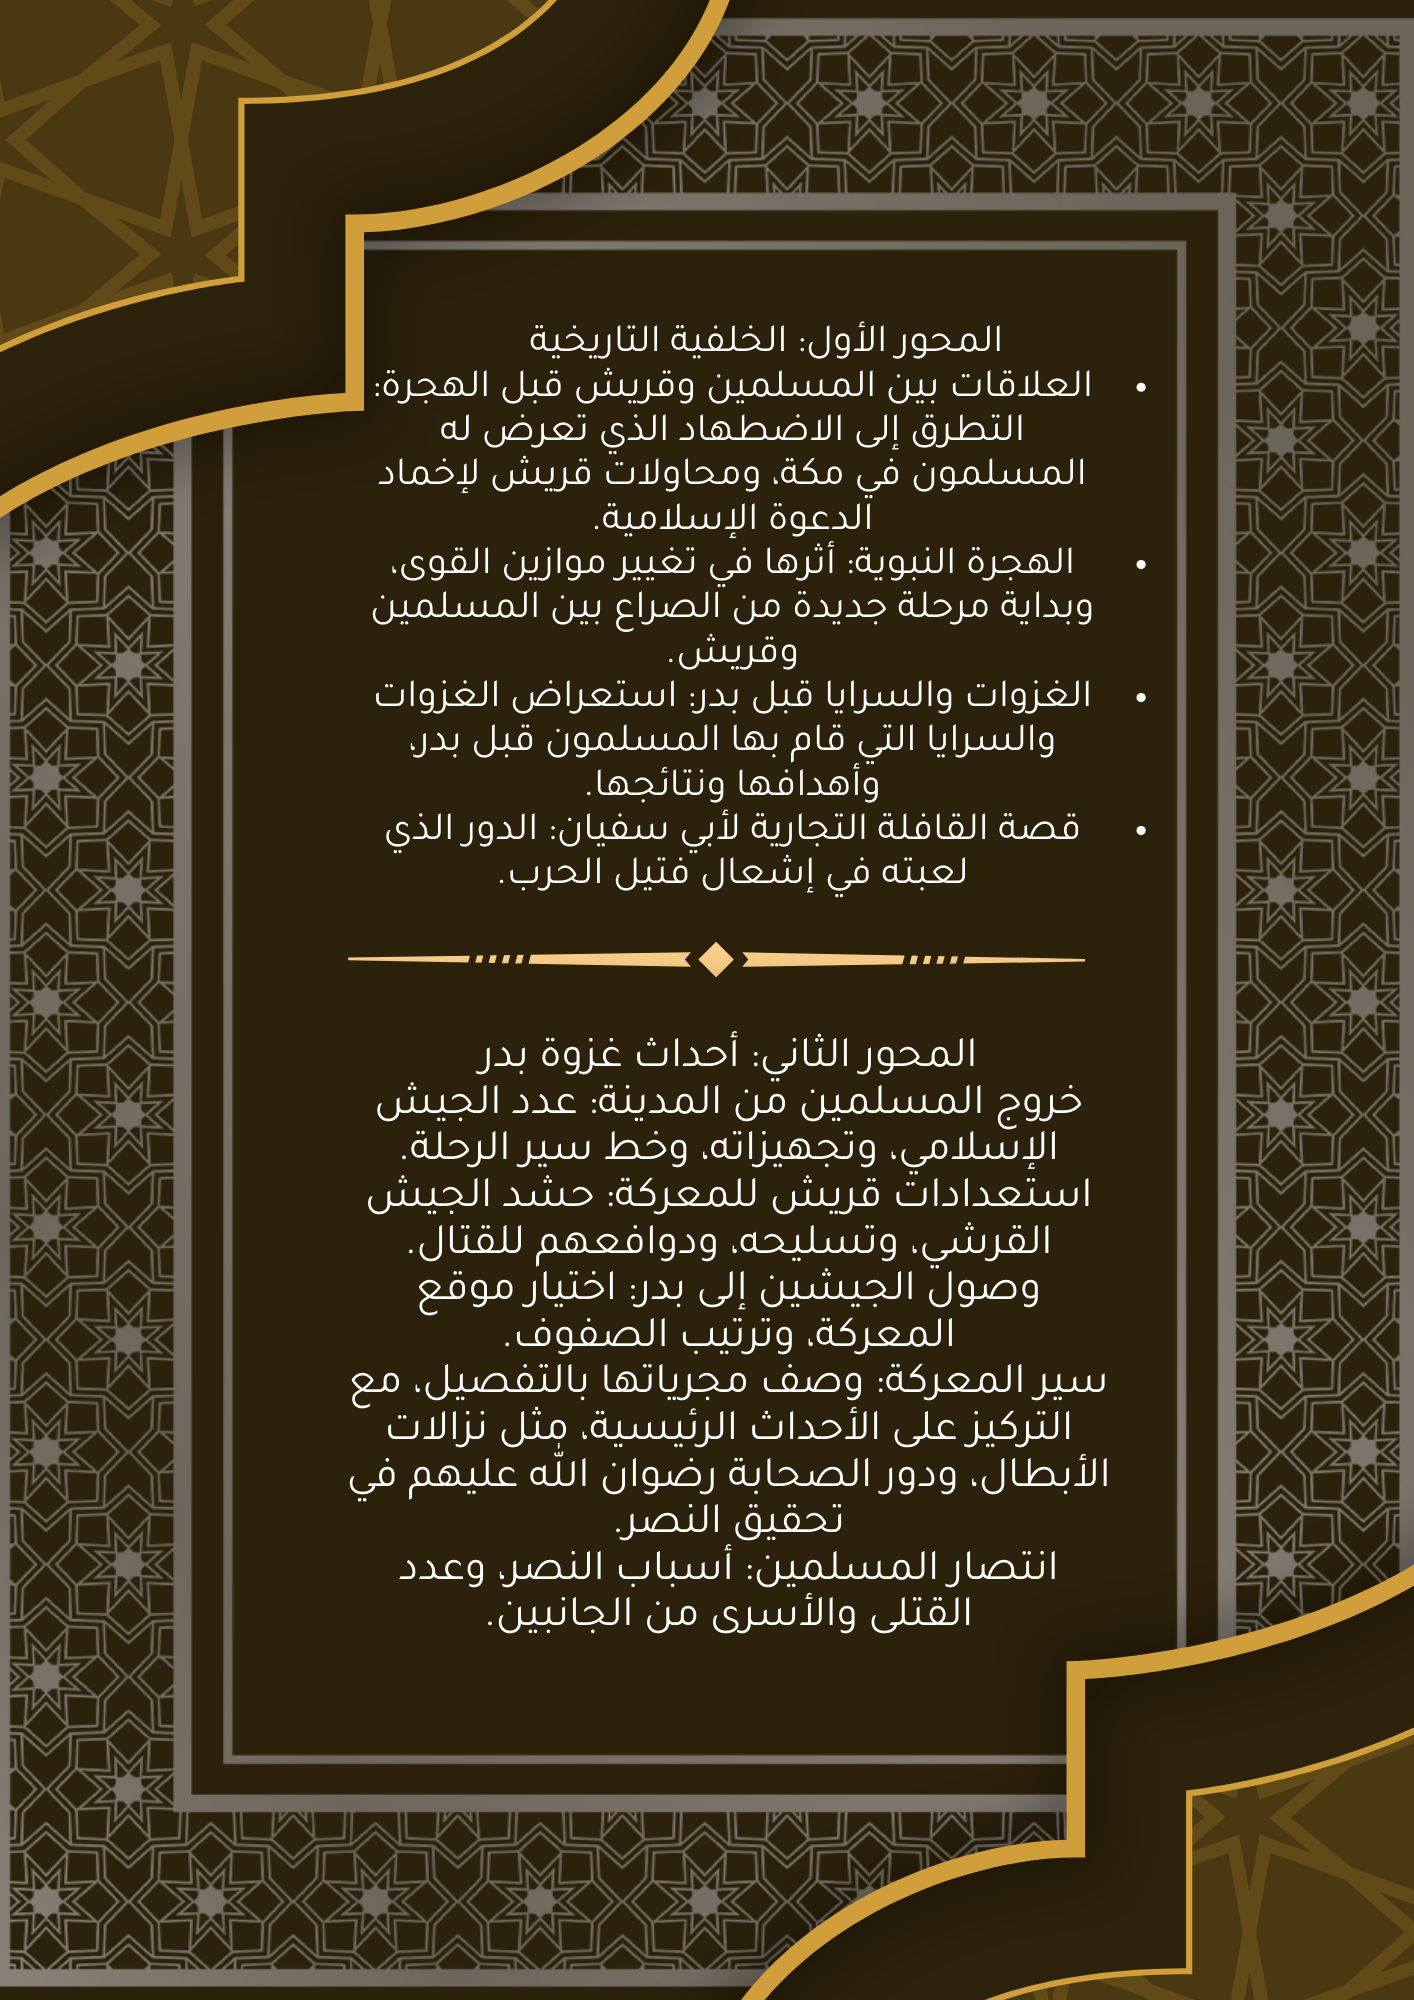 المحور الأول: الخلفية التاريخية
• العلاقات بين المسلمين وقريش قبل الهجرة:
التطرق إلى الاضطهاد الذي تعرض له
المسلمون في مكة، ومحاولات قريش لإخماد
الدعوة الإسلامية.
• الهجرة النبوية: أثرها في تغيير موازين القوى،
وبداية مرحلة جديدة من الصراع بين المسلمين
وقريش.
• الغزوات والسرايا قبل بدر: استعراض الغزوات
والسرايا التي قام بها المسلمون قبل بدر،
وأهدافها ونتائجها.
• قصة القافلة التجارية لأبي سفيان: الدور الذي
لعبته في إشعال فتيل الحرب.
المحور الثاني: أحداث غزوة بدر
خروج المسلمين من المدينة: عدد الجيش
الإسلامي، وتجهيزاته، وخط سير الرحلة.
استعدادات قريش للمعركة: حشد الجيش
القرشي، وتسليحه، ودوافعهم للقتال.
وصول الجيشين إلى بدر: اختيار موقع
المعركة، وترتيب الصفوف.
سير المعركة: وصف مجرياتها بالتفصيل، مع
التركيز على الأحداث الرئيسية، مثل نزالات
الأبطال، ودور الصحابة رضوان الله عليهم في
تحقيق النصر.
انتصار المسلمين: أسباب النصر، وعدد
القتلى والأسرى من الجانبين.